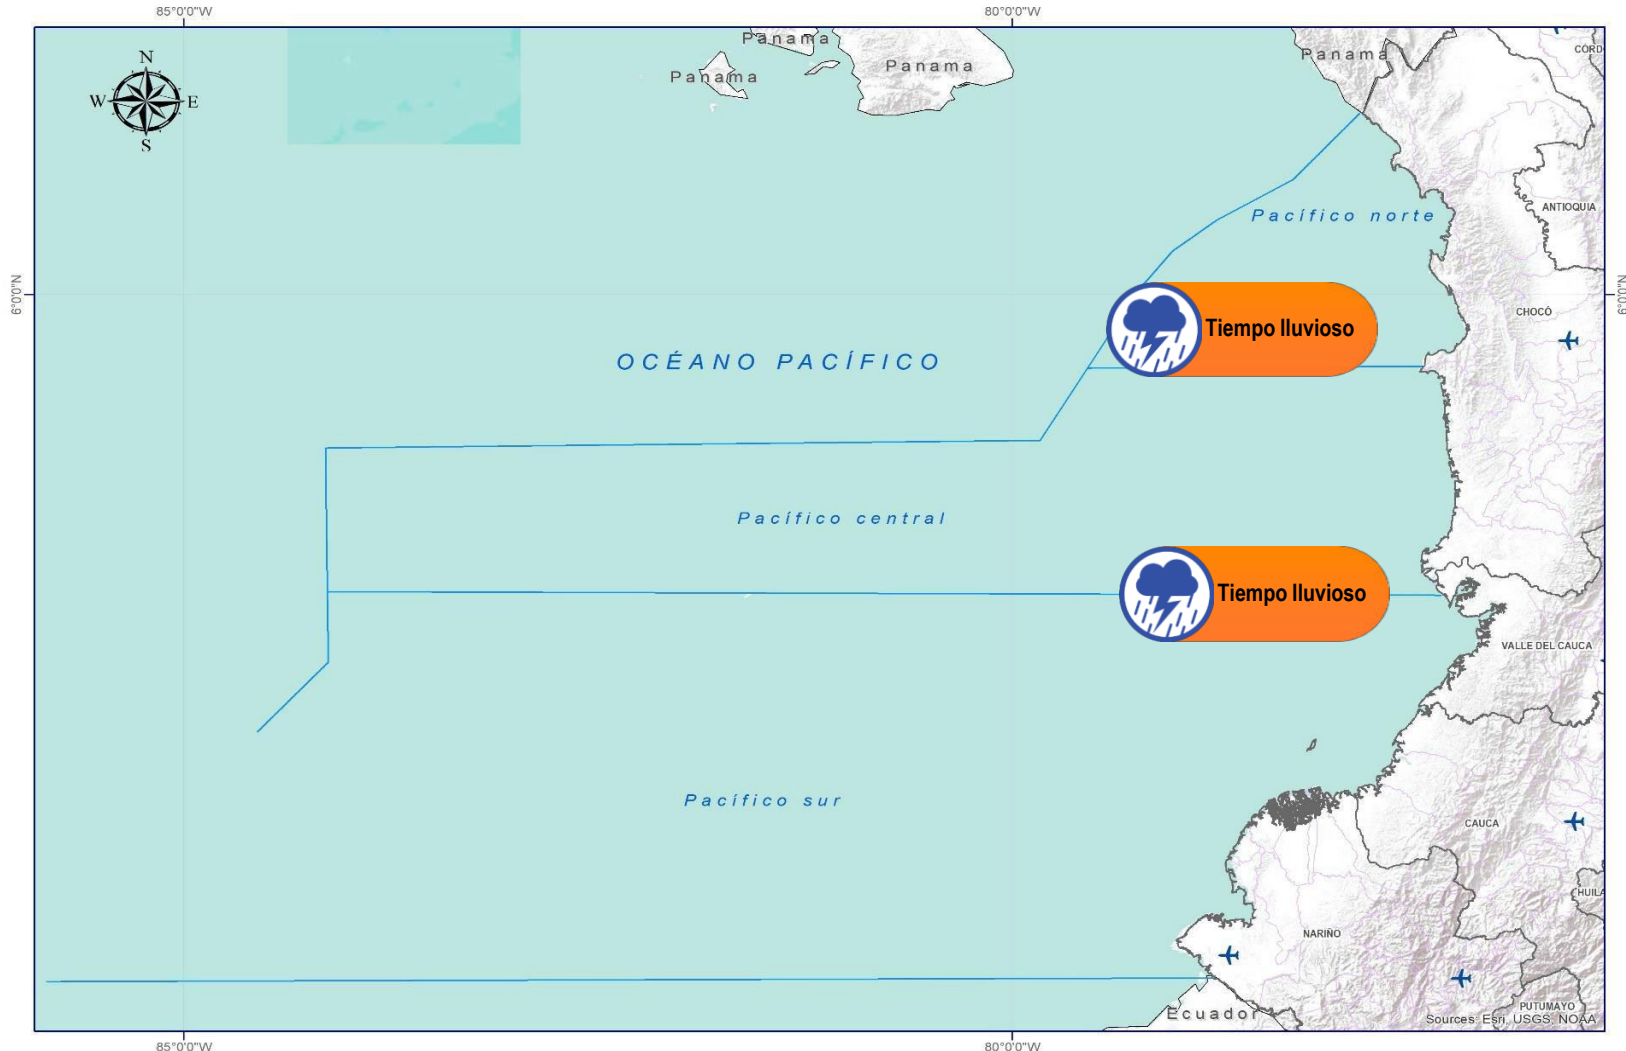 85°0'0"W
80°0'0"W
N
W
E
S
Panama
Panama
Panama
Panama
CORD
ANTIOQUIA
Pacífico norte
6°0'0"N
6°0'0"N
CHOCÓ
Tiempo lluvioso
OCÉANO PACÍFICO
Pacífico central
Tiempo lluvioso
VALLE DEL CAUCA
Pacífico sur
CAUCA
HUILA
NARIÑO
PUTUMAYO
Ecuador
Sources: Esri, USGS, NOAA
85°0'0"W
80°0'0"W